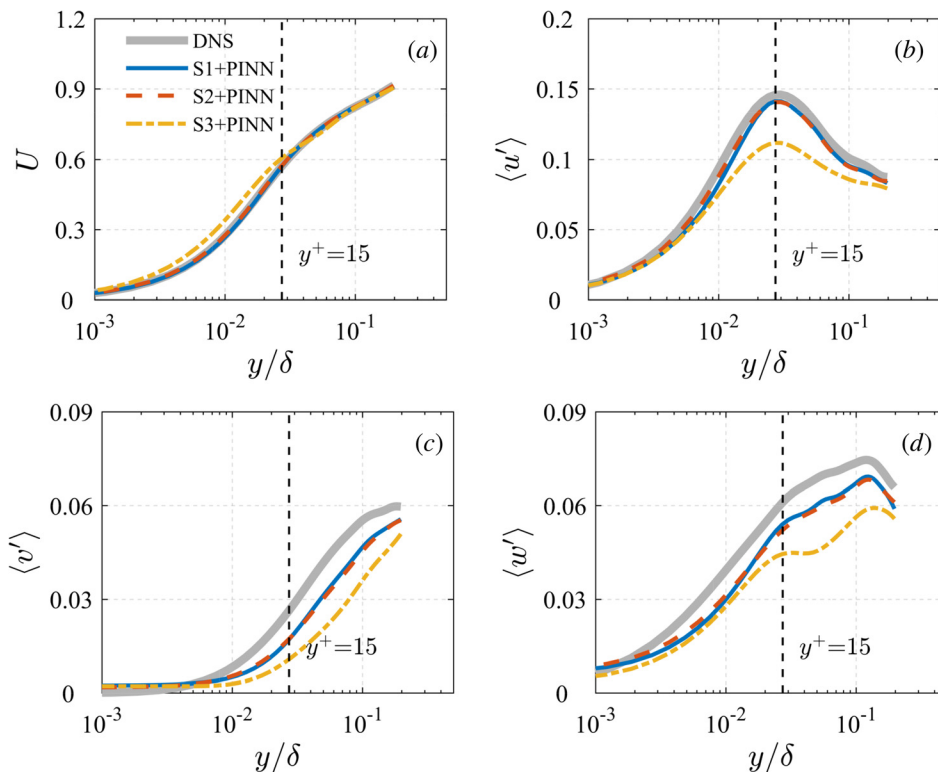 1.2
0.9
0.6
0.3
0
U
DNS
S1+PINN
S2+PINN
S3+PINN
(a)
y⁺=15
10⁻³ 10⁻² 10⁻¹
y/δ
0.2
0.15
0.1
0.05
0
⟨u′⟩
(b)
y⁺=15
10⁻³ 10⁻² 10⁻¹
y/δ
0.09
0.06
0.03
0
⟨v′⟩
(c)
y⁺=15
10⁻³ 10⁻² 10⁻¹
y/δ
0.09
0.06
0.03
0
⟨w′⟩
(d)
y⁺=15
10⁻³ 10⁻² 10⁻¹
y/δ